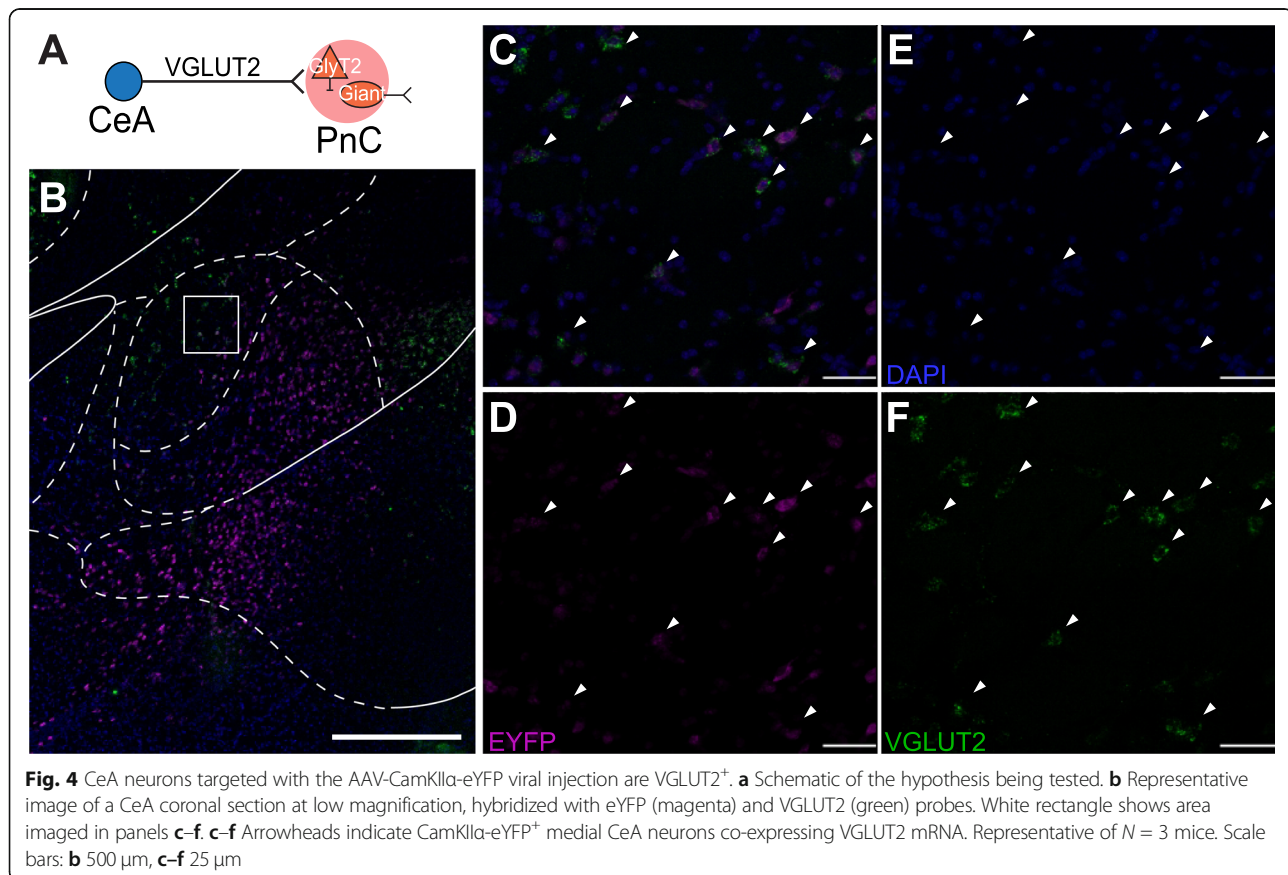 A
VGLUT2
GlyT2
Giant
CeA
PnC
B
C
E
DAPI
D
EYFP
F
VGLUT2
Fig. 4 CeA neurons targeted with the AAV-CamKIIα-eYFP viral injection are VGLUT2⁺. a Schematic of the hypothesis being tested. b Representative
image of a CeA coronal section at low magnification, hybridized with eYFP (magenta) and VGLUT2 (green) probes. White rectangle shows area
imaged in panels c–f. c–f Arrowheads indicate CamKIIα-eYFP⁺ medial CeA neurons co-expressing VGLUT2 mRNA. Representative of N = 3 mice. Scale
bars: b 500 μm, c–f 25 μm